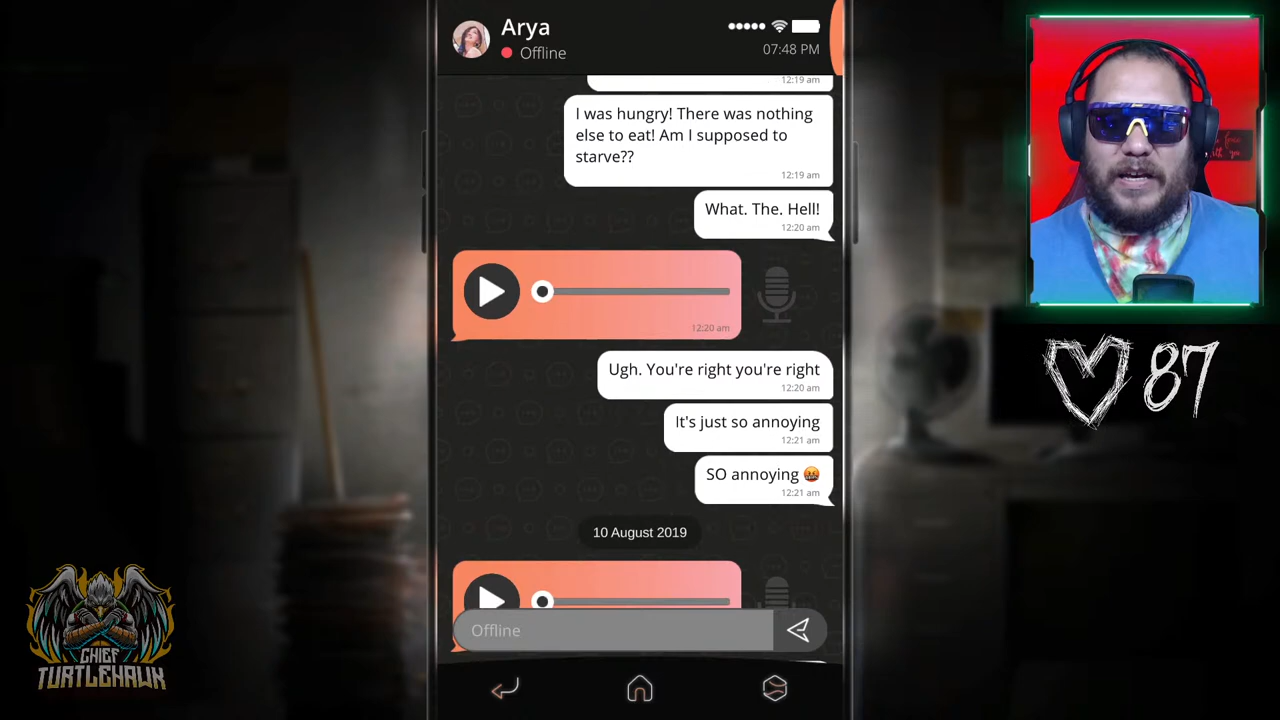 Arya
Offline
07:48 PM
12:19 am
I was hungry! There was nothing
else to eat! Am I supposed to
starve??
12:19 am
What. The. Hell!
12:20 am
12:20 am
Ugh. You're right you're right
12:20 am
It's just so annoying
12:21 am
SO annoying 🤬
12:21 am
10 August 2019
Offline
87
CHIEF
TURTLEHAWK